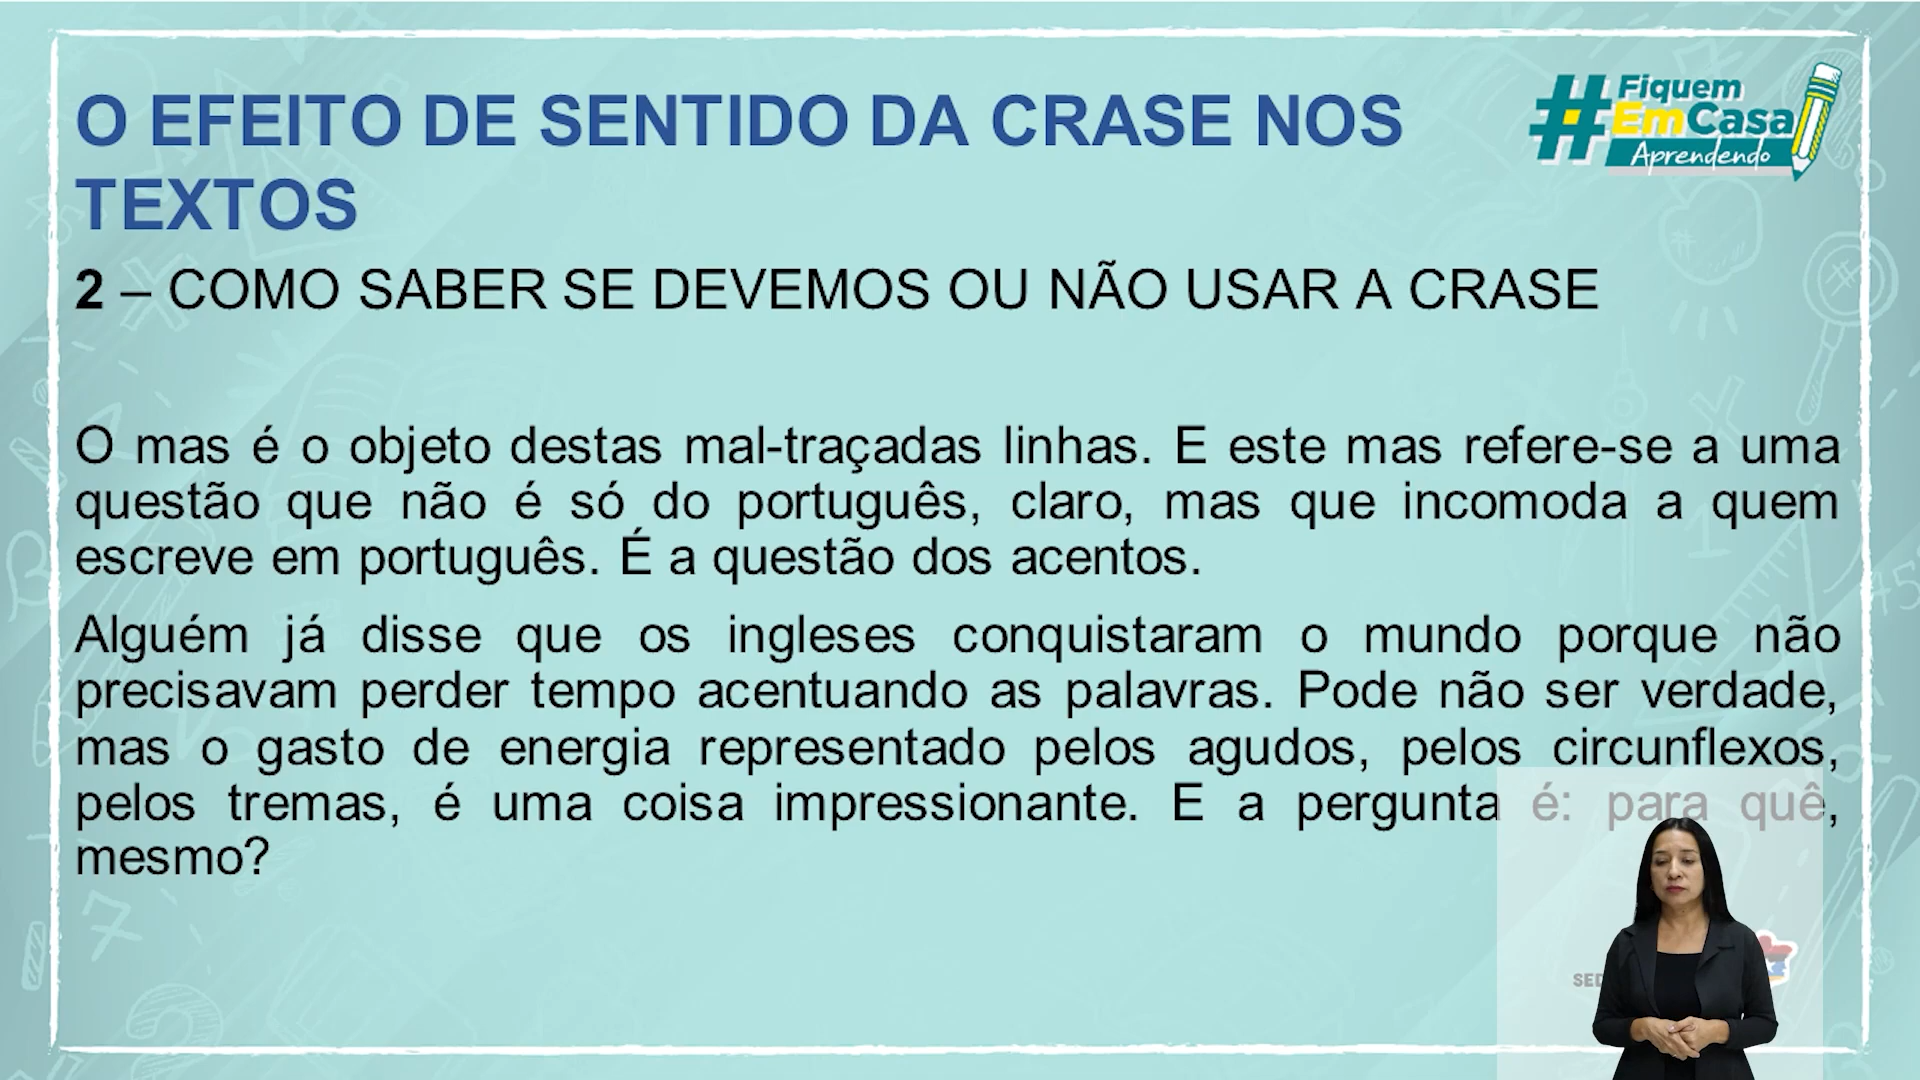 O EFEITO DE SENTIDO DA CRASE NOS
TEXTOS
#Fiquem
EmCasa
Aprendendo
2 – COMO SABER SE DEVEMOS OU NÃO USAR A CRASE
O mas é o objeto destas mal-traçadas linhas. E este mas refere-se a uma
questão que não é só do português, claro, mas que incomoda a quem
escreve em português. É a questão dos acentos.
Alguém já disse que os ingleses conquistaram o mundo porque não
precisavam perder tempo acentuando as palavras. Pode não ser verdade,
mas o gasto de energia representado pelos agudos, pelos circunflexos,
pelos tremas, é uma coisa impressionante. E a pergunta é: para quê,
mesmo?